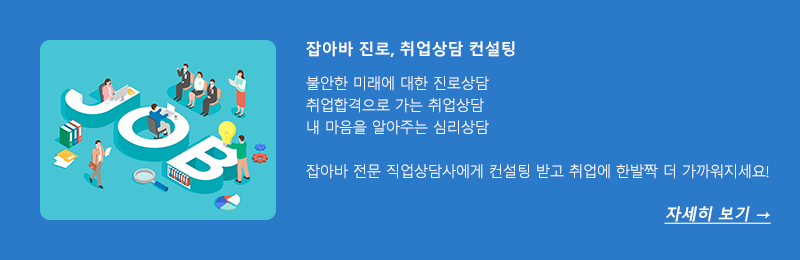 잡아바 진로, 취업상담 컨설팅
불안한 미래에 대한 진로상담
취업합격으로 가는 취업상담
내 마음을 알아주는 심리상담
잡아바 전문 직업상담사에게 컨설팅 받고 취업에 한발짝 더 가까워지세요!
자세히 보기 →
JOB